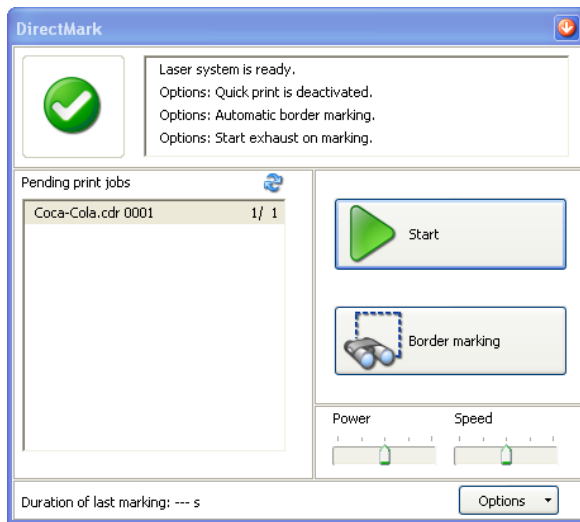 DirectMark
Laser system is ready.
Options: Quick print is deactivated.
Options: Automatic border marking.
Options: Start exhaust on marking.
Pending print jobs
Coca-Cola.cdr 0001 1/ 1
Start
Border marking
Power Speed
Duration of last marking: --- s
Options